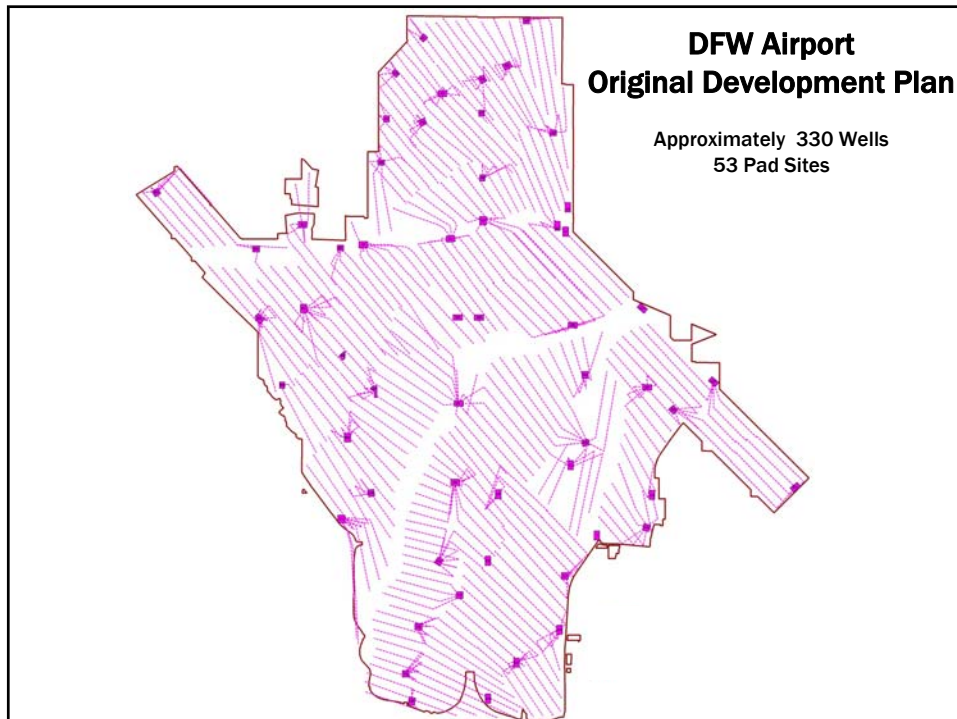 DFW Airport
Original Development Plan
Approximately 330 Wells
53 Pad Sites